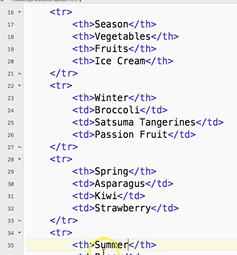 16 <tr>
17 <th>Season</th>
18 <th>Vegetables</th>
19 <th>Fruits</th>
20 <th>Ice Cream</th>
21 </tr>
22 <tr>
23 <th>Winter</th>
24 <td>Broccoli</td>
25 <td>Satsuma Tangerines</td>
26 <td>Passion Fruit</td>
27 </tr>
28 <tr>
29 <th>Spring</th>
30 <td>Asparagus</td>
31 <td>Kiwi</td>
32 <td>Strawberry</td>
33 </tr>
34 <tr>
35 <th>Summer</th>